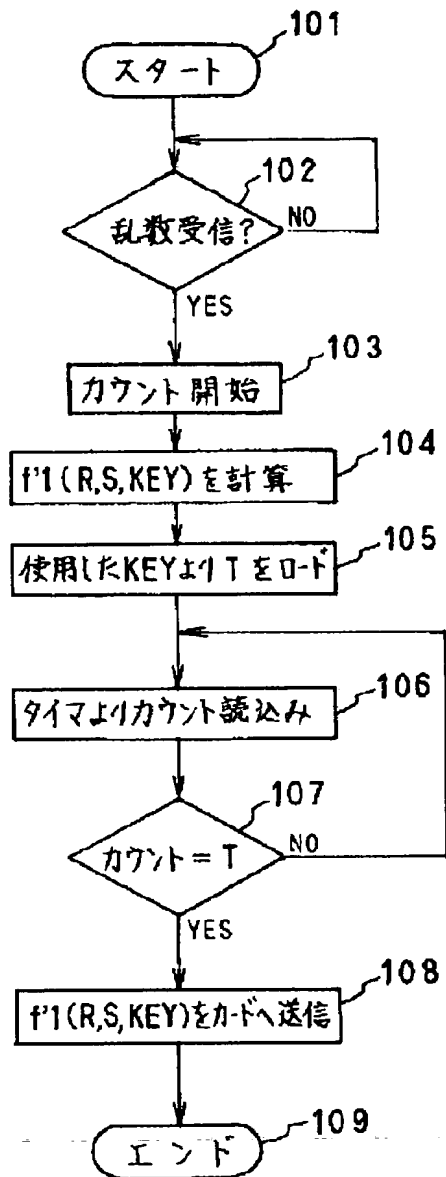 101
スタート
102
乱数受信?
NO
YES
103
カウント開始
104
f'1(R,S,KEY)を計算
105
使用したKEYよりTをロード
106
タイマよりカウント読込み
107
カウント=T
NO
YES
108
f'1(R,S,KEY)をカードへ送信
エンド
109